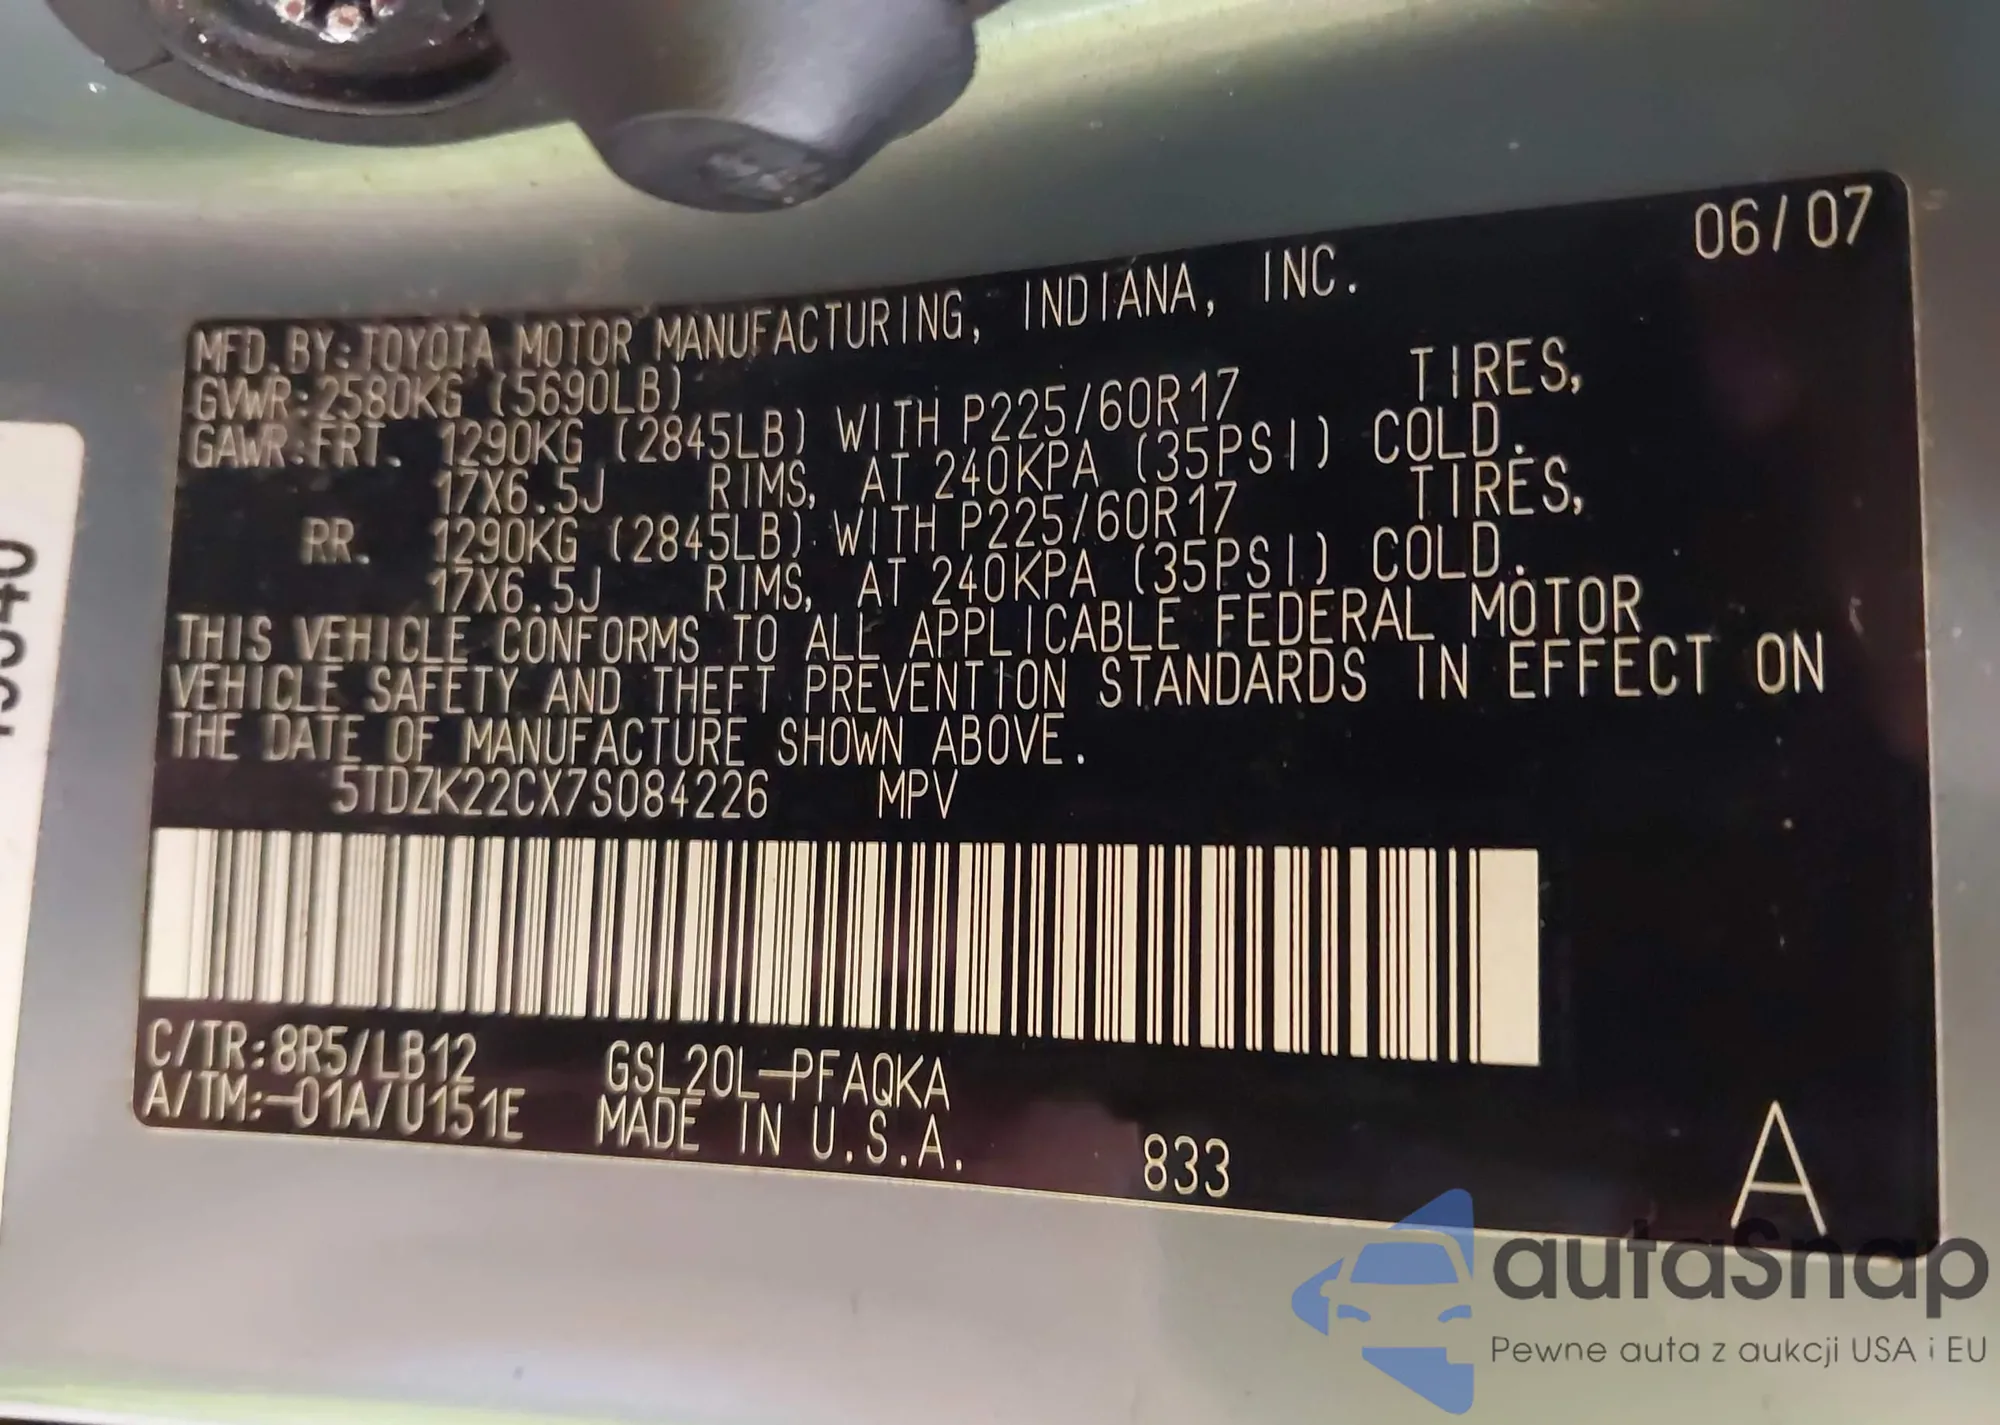 06/07
MFD.BY:TOYOTA MOTOR MANUFACTURING, INDIANA, INC.
GVWR:2580KG (5690LB)
GAWR:FRT. 1290KG (2845LB) WITH P225/60R17 TIRES,
17X6.5J RIMS, AT 240KPA (35PSI) COLD.
RR. 1290KG (2845LB) WITH P225/60R17 TIRES,
17X6.5J RIMS, AT 240KPA (35PSI) COLD.
THIS VEHICLE CONFORMS TO ALL APPLICABLE FEDERAL MOTOR
VEHICLE SAFETY AND THEFT PREVENTION STANDARDS IN EFFECT ON
THE DATE OF MANUFACTURE SHOWN ABOVE.
5TDZK22CX7S084226 MPV
C/TR:8R5/LB12 GSL20L-PFAQKA
A/TM:-01A/U151E MADE IN U.S.A. 833 A
autaSnap
Pewne auta z aukcji USA i EU